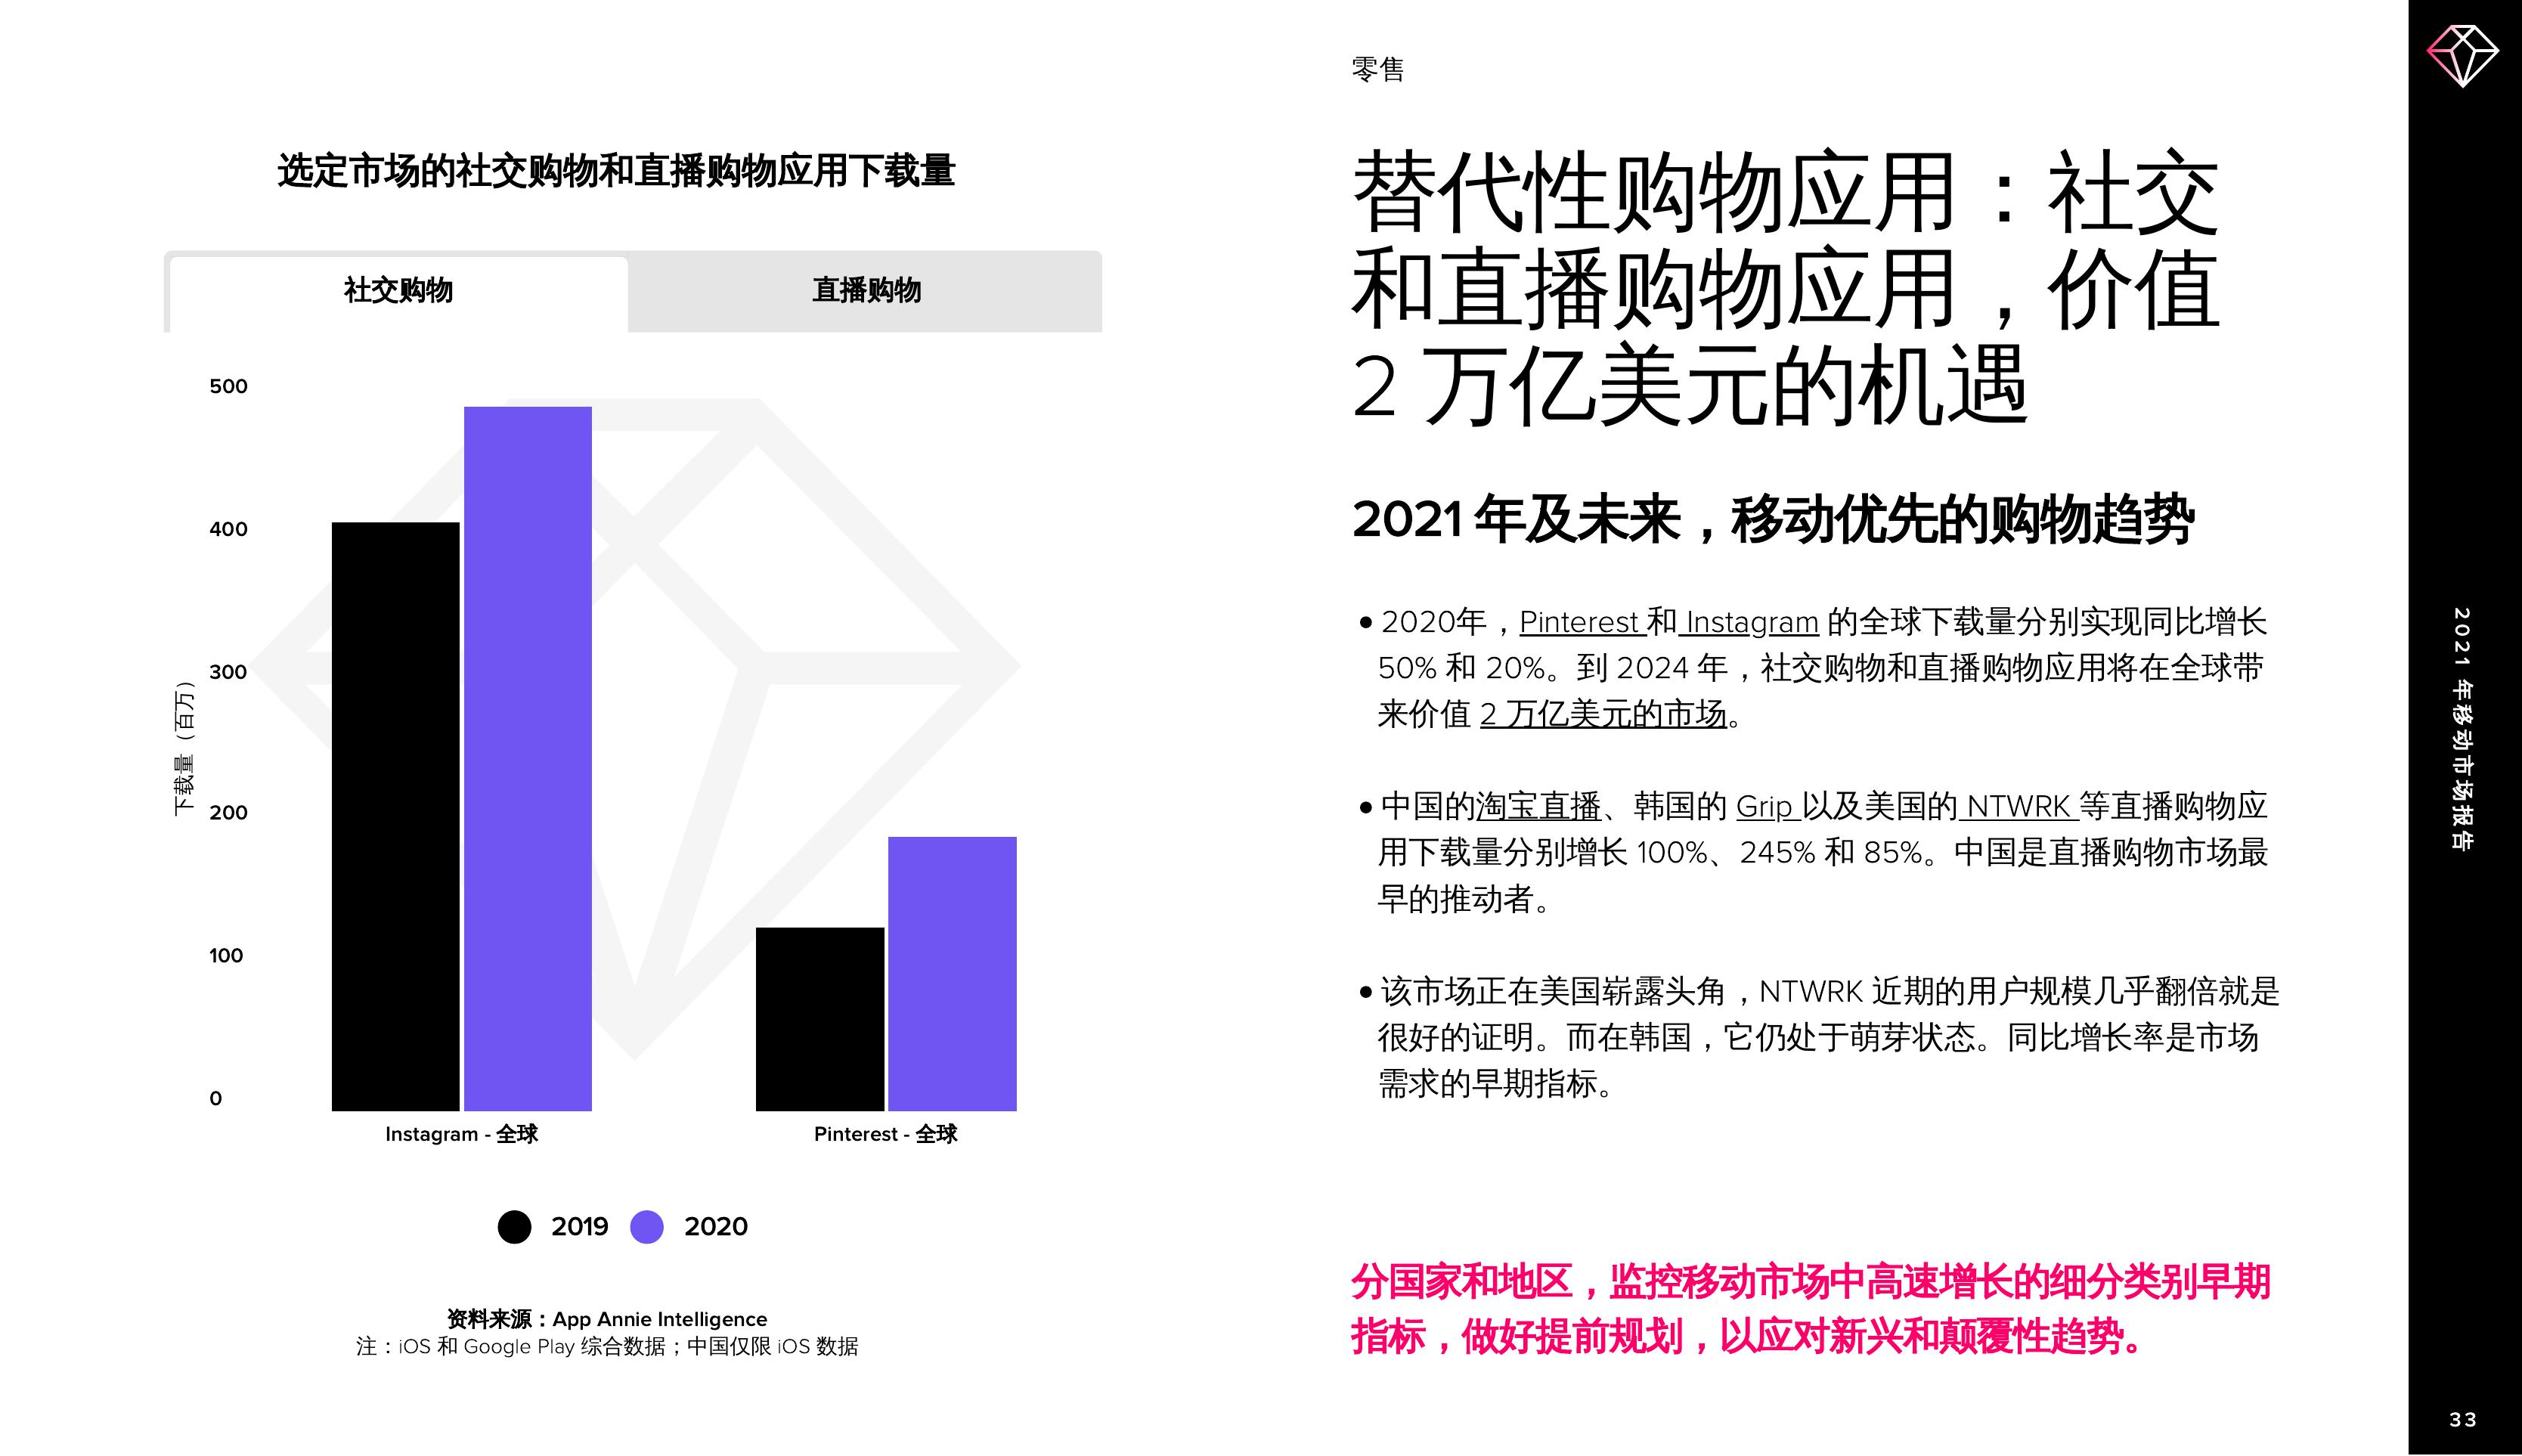 零售
选定市场的社交购物和直播购物应用下载量
社交购物
直播购物
500
400
300
200
100
0
下载量（百万）
Instagram - 全球
Pinterest - 全球
2019
2020
资料来源：App Annie Intelligence
注：iOS 和 Google Play 综合数据；中国仅限 iOS 数据
替代性购物应用：社交
和直播购物应用，价值
2 万亿美元的机遇
2021 年及未来，移动优先的购物趋势
• 2020年，Pinterest 和 Instagram 的全球下载量分别实现同比增长
50% 和 20%。到 2024 年，社交购物和直播购物应用将在全球带
来价值 2 万亿美元的市场。
• 中国的淘宝直播、韩国的 Grip 以及美国的 NTWRK 等直播购物应
用下载量分别增长 100%、245% 和 85%。中国是直播购物市场最
早的推动者。
• 该市场正在美国崭露头角，NTWRK 近期的用户规模几乎翻倍就是
很好的证明。而在韩国，它仍处于萌芽状态。同比增长率是市场
需求的早期指标。
分国家和地区，监控移动市场中高速增长的细分类别早期
指标，做好提前规划，以应对新兴和颠覆性趋势。
2021 年移动市场报告
33